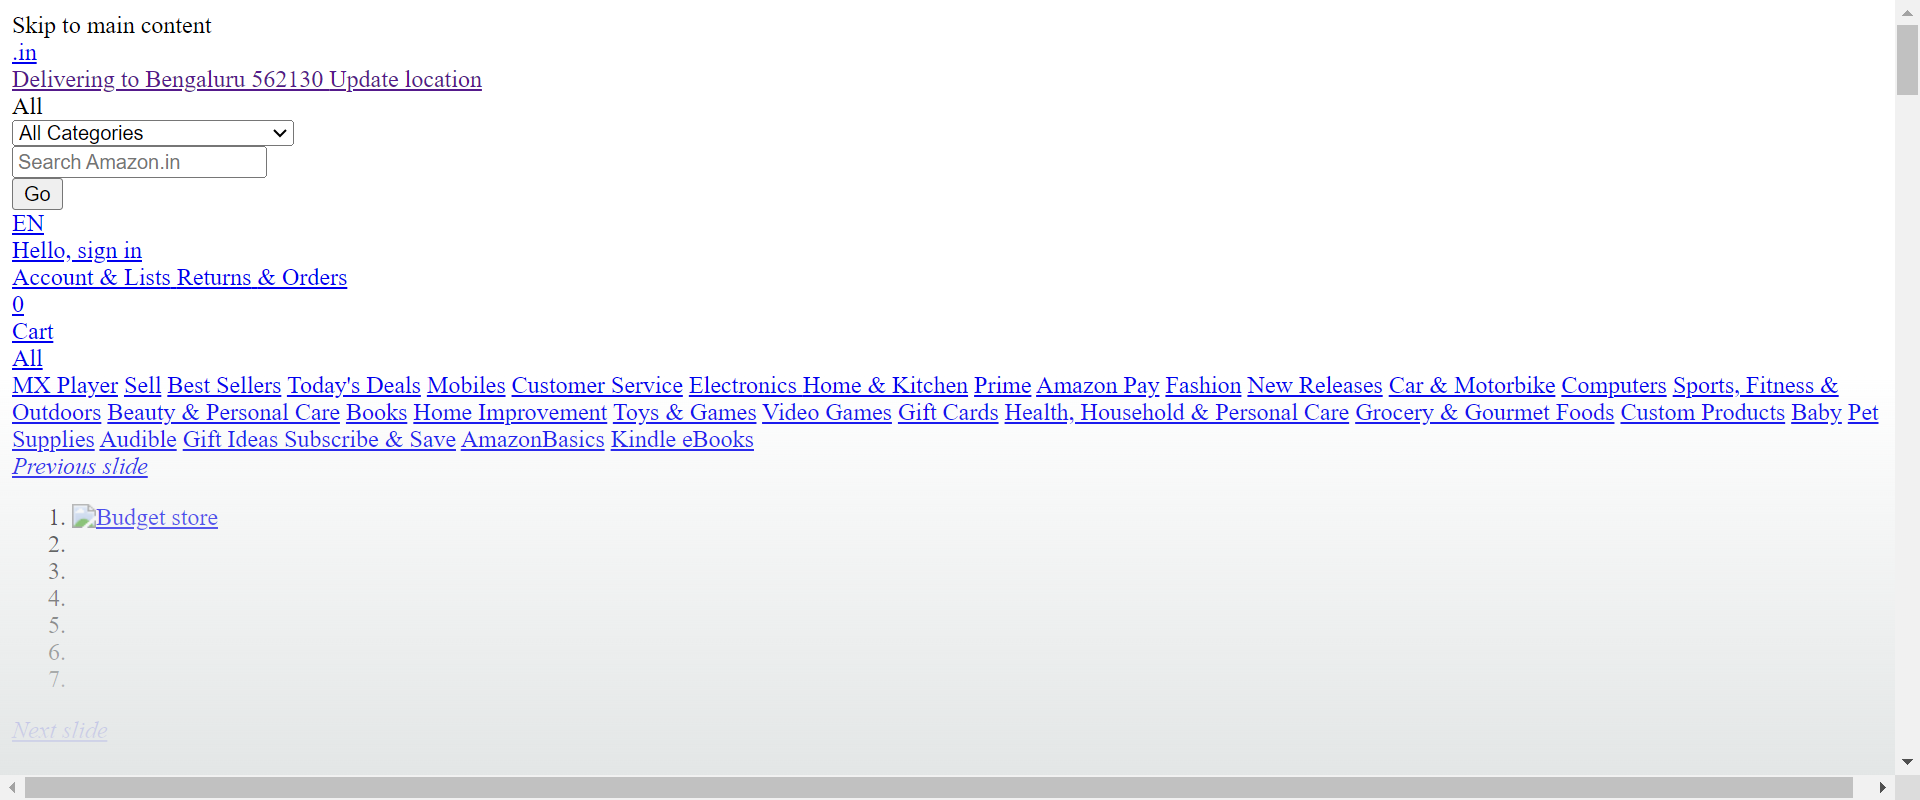 Skip to main content
.in
Delivering to Bengaluru 562130 Update location
All
All Categories
Search Amazon.in
Go
EN
Hello, sign in
Account & Lists Returns & Orders
0
Cart
All
MX Player Sell Best Sellers Today's Deals Mobiles Customer Service Electronics Home & Kitchen Prime Amazon Pay Fashion New Releases Car & Motorbike Computers Sports, Fitness &
Outdoors Beauty & Personal Care Books Home Improvement Toys & Games Video Games Gift Cards Health, Household & Personal Care Grocery & Gourmet Foods Custom Products Baby Pet
Supplies Audible Gift Ideas Subscribe & Save AmazonBasics Kindle eBooks
Previous slide
1. Budget store
2.
3.
4.
5.
6.
7.
Next slide